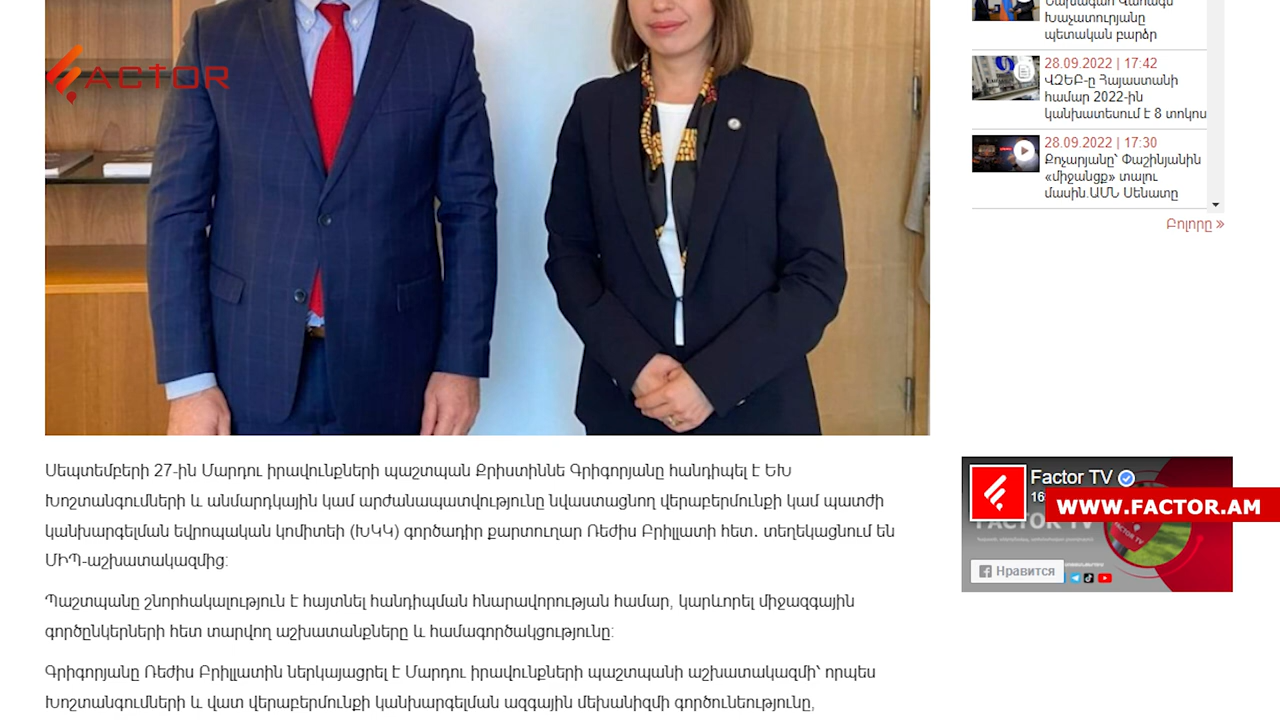 FACTOR
Խաչատուրյանը
պետական բարձր
28.09.2022 | 17:42
ՎԶԵԲ-ը Հայաստանի
համար 2022-ին
կանխատեսում է 8 տոկոս
28.09.2022 | 17:30
Քոչարյանը՝ Փաշինյանին
«միջանցք» տալու
մասին.ԱՄՆ Սենատը
Բոլորը »
Սեպտեմբերի 27-ին Մարդու իրավունքների պաշտպան Քրիստիննե Գրիգորյանը հանդիպել է ԵԽ
Խոշտանգումների և անմարդկային կամ արժանապատվությունը նվաստացնող վերաբերմունքի կամ պատժի
կանխարգելման եվրոպական կոմիտեի (ԽԿԿ) գործադիր քարտուղար Ռեժիս Բրիլլատի հետ. տեղեկացնում են
ՄԻՊ-աշխատակազմից:
Պաշտպանը շնորհակալություն է հայտնել հանդիպման հնարավորության համար, կարևորել միջազգային
գործընկերների հետ տարվող աշխատանքները և համագործակցությունը:
Գրիգորյանը Ռեժիս Բրիլլատին ներկայացրել է Մարդու իրավունքների պաշտպանի աշխատակազմի՝ որպես
Խոշտանգումների և վատ վերաբերմունքի կանխարգելման ազգային մեխանիզմի գործունեությունը,
Factor TV
WWW.FACTOR.AM
FACTOR TV
Нравится